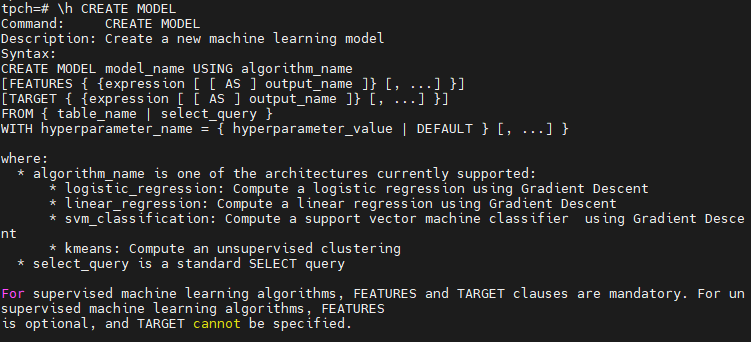 tpch=# \h CREATE MODEL
Command:     CREATE MODEL
Description: Create a new machine learning model
Syntax:
CREATE MODEL model_name USING algorithm_name
[FEATURES { {expression [ [ AS ] output_name ]} [, ...] }]
[TARGET { {expression [ [ AS ] output_name ]} [, ...] }]
FROM { table_name | select_query }
WITH hyperparameter_name = { hyperparameter_value | DEFAULT } [, ...] }

where:
  * algorithm_name is one of the architectures currently supported:
      * logistic_regression: Compute a logistic regression using Gradient Descent
      * linear_regression: Compute a linear regression using Gradient Descent
      * svm_classification: Compute a support vector machine classifier  using Gradient Desce
nt
      * kmeans: Compute an unsupervised clustering
  * select_query is a standard SELECT query

For supervised machine learning algorithms, FEATURES and TARGET clauses are mandatory. For un
supervised machine learning algorithms, FEATURES
is optional, and TARGET cannot be specified.